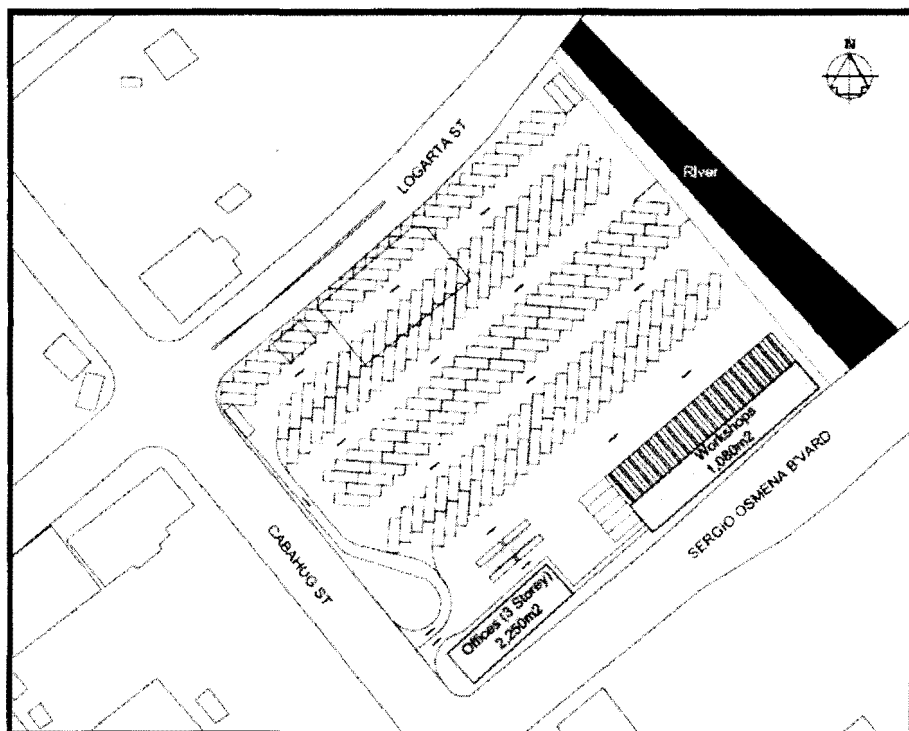 N
LOGARTA ST
River
Workshops
1,080m2
SERGIO OSMENA B'VARD
CABAHUG ST
Offices (3 Storey)
2,250m2